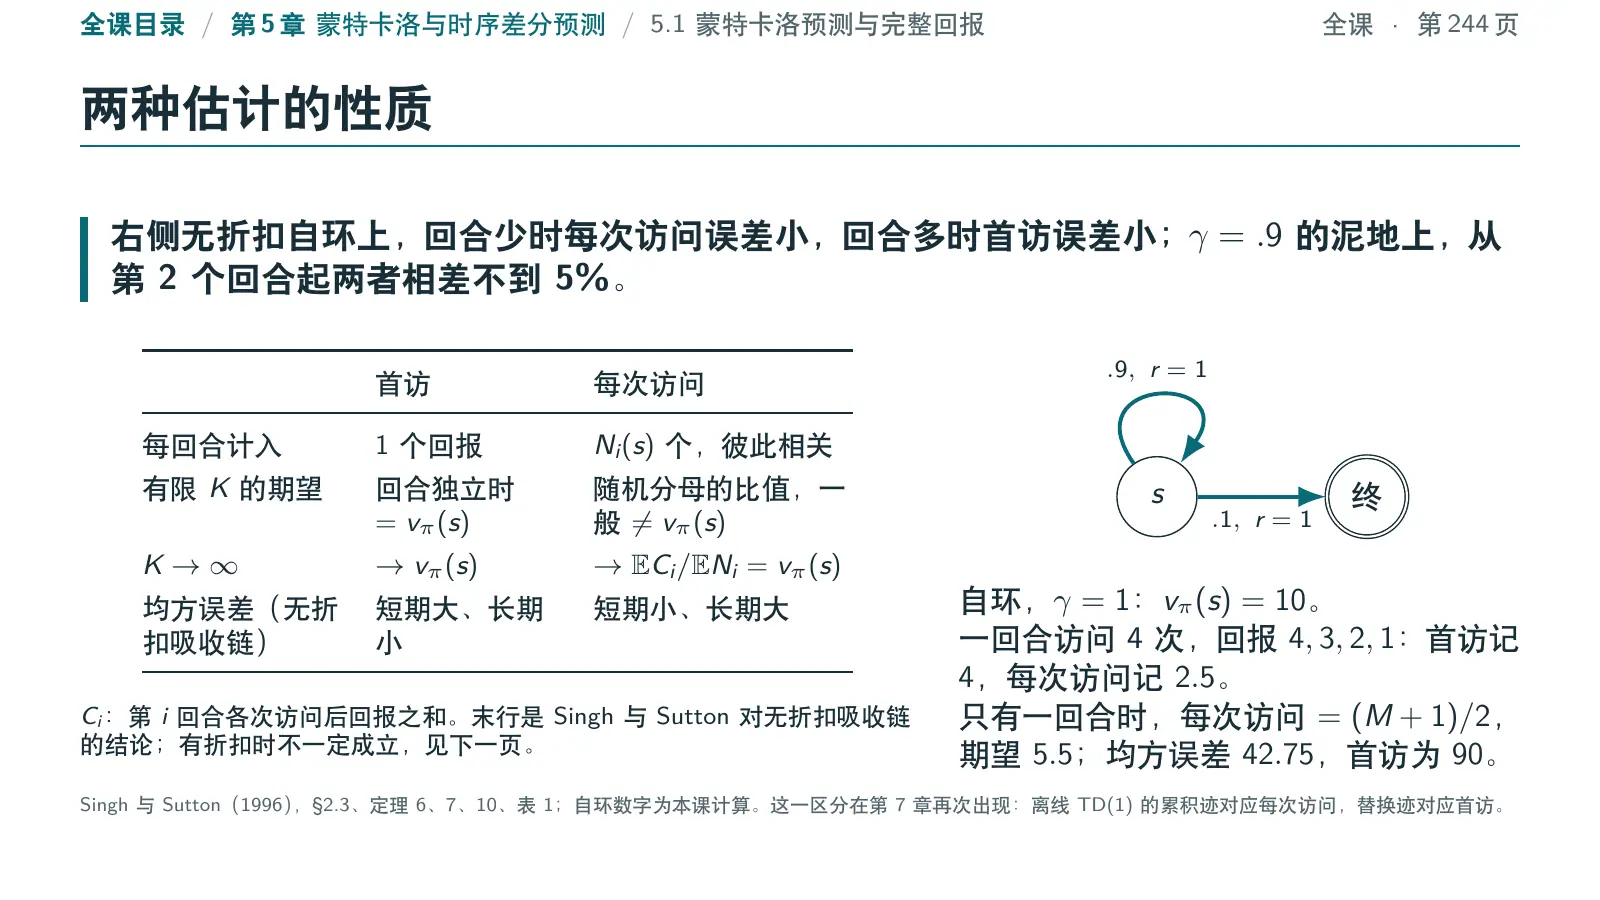 全课目录 / 第 5 章 蒙特卡洛与时序差分预测 / 5.1 蒙特卡洛预测与完整回报
全课 · 第 244 页
两种估计的性质
右侧无折扣自环上，回合少时每次访问误差小，回合多时首访误差小；γ = .9 的泥地上，从
第 2 个回合起两者相差不到 5%。
首访 每次访问
每回合计入 1 个回报 Nᵢ(s) 个，彼此相关
有限 K 的期望 回合独立时 随机分母的比值，一
= vπ(s) 般 ≠ vπ(s)
K → ∞ → vπ(s) → 𝔼Cᵢ/𝔼Nᵢ = vπ(s)
均方误差（无折 短期大、长期 短期小、长期大
扣吸收链） 小
Cᵢ：第 i 回合各次访问后回报之和。末行是 Singh 与 Sutton 对无折扣吸收链
的结论；有折扣时不一定成立，见下一页。
.9, r = 1
s
终
.1, r = 1
自环，γ = 1：vπ(s) = 10。
一回合访问 4 次，回报 4, 3, 2, 1：首访记
4，每次访问记 2.5。
只有一回合时，每次访问 = (M + 1)/2，
期望 5.5；均方误差 42.75，首访为 90。
Singh 与 Sutton（1996），§2.3、定理 6、7、10、表 1；自环数字为本课计算。这一区分在第 7 章再次出现：离线 TD(1) 的累积迹对应每次访问，替换迹对应首访。